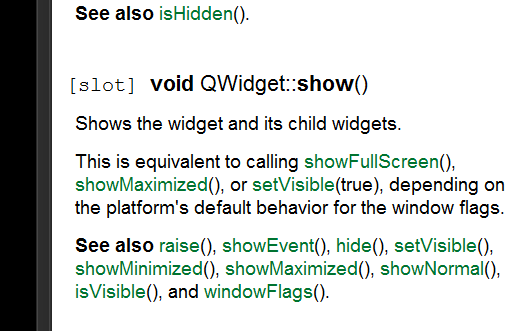 See also isHidden().
[slot] void QWidget::show()
Shows the widget and its child widgets.
This is equivalent to calling showFullScreen(),
showMaximized(), or setVisible(true), depending on
the platform's default behavior for the window flags.
See also raise(), showEvent(), hide(), setVisible(),
showMinimized(), showMaximized(), showNormal(),
isVisible(), and windowFlags().